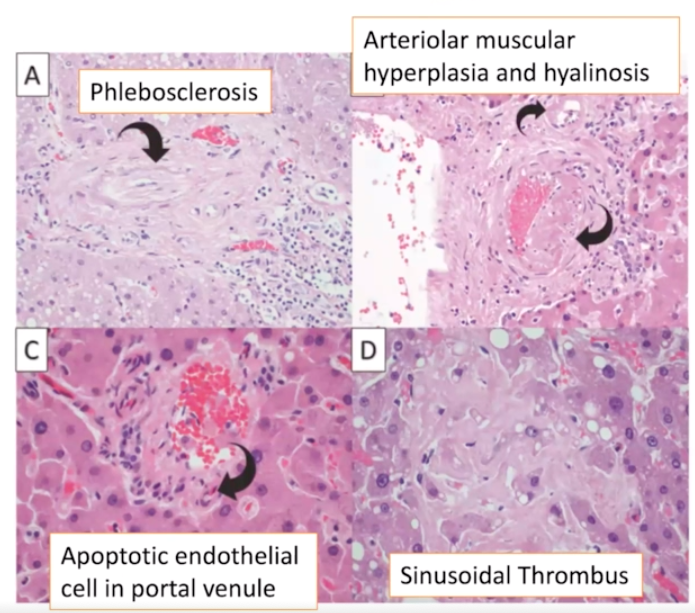 A
Phlebosclerosis
Arteriolar muscular
hyperplasia and hyalinosis
C
Apoptotic endothelial
cell in portal venule
D
Sinusoidal Thrombus